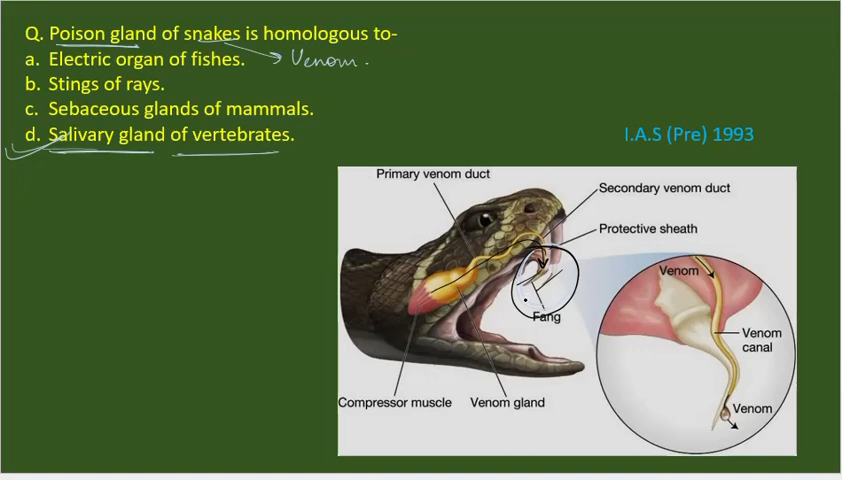 Q. Poison gland of snakes is homologous to-
a. Electric organ of fishes.
Venom.
b. Stings of rays.
c. Sebaceous glands of mammals.
d. Salivary gland of vertebrates.
I.A.S (Pre) 1993
Primary venom duct
Secondary venom duct
Protective sheath
Venom
Fang
Venom
canal
Compressor muscle
Venom gland
Venom